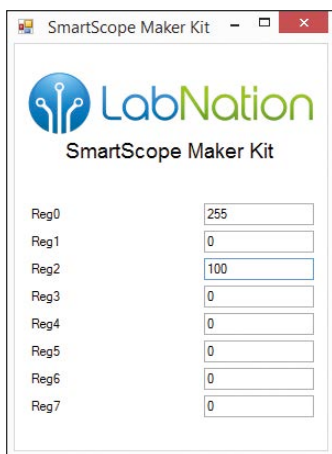 SmartScope Maker Kit
LabNation
SmartScope Maker Kit
Reg0 255
Reg1 0
Reg2 100
Reg3 0
Reg4 0
Reg5 0
Reg6 0
Reg7 0